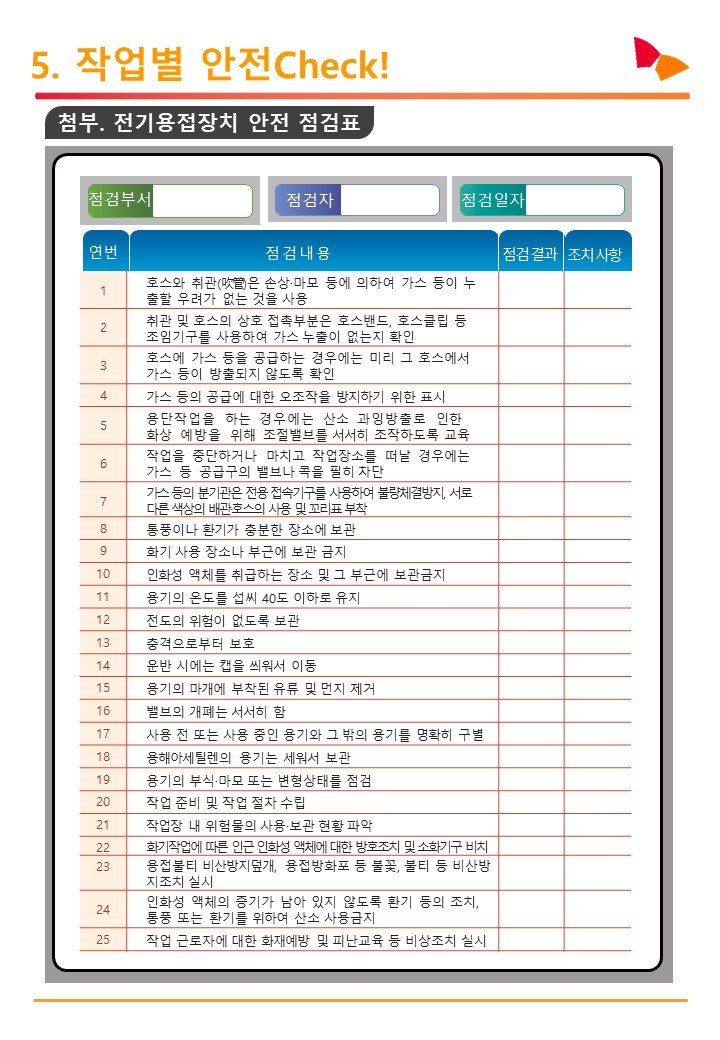 5. 작업별 안전Check!
첨부. 전기용접장치 안전 점검표
점검부서
점검자
점검일자
연번 점 검 내 용 점검 결과 조치 사항
1 호스와 취관(吹管)은 손상·마모 등에 의하여 가스 등이 누
출할 우려가 없는 것을 사용
2 취관 및 호스의 상호 접촉부분은 호스밴드, 호스클립 등
조임기구를 사용하여 가스 누출이 없는지 확인
3 호스에 가스 등을 공급하는 경우에는 미리 그 호스에서
가스 등이 방출되지 않도록 확인
4 가스 등의 공급에 대한 오조작을 방지하기 위한 표시
5 용단작업을 하는 경우에는 산소 과잉방출로 인한
화상 예방을 위해 조절밸브를 서서히 조작하도록 교육
6 작업을 중단하거나 마치고 작업장소를 떠날 경우에는
가스 등 공급구의 밸브나 콕을 필히 차단
7 가스 등의 분기관은 전용 접속기구를 사용하여 불량체결방지, 서로
다른 색상의 배관호스의 사용 및 꼬리표 부착
8 통풍이나 환기가 충분한 장소에 보관
9 화기 사용 장소나 부근에 보관 금지
10 인화성 액체를 취급하는 장소 및 그 부근에 보관금지
11 용기의 온도를 섭씨 40도 이하로 유지
12 전도의 위험이 없도록 보관
13 충격으로부터 보호
14 운반 시에는 캡을 씌워서 이동
15 용기의 마개에 부착된 유류 및 먼지 제거
16 밸브의 개폐는 서서히 함
17 사용 전 또는 사용 중인 용기와 그 밖의 용기를 명확히 구별
18 용해아세틸렌의 용기는 세워서 보관
19 용기의 부식·마모 또는 변형상태를 점검
20 작업 준비 및 작업 절차 수립
21 작업장 내 위험물의 사용·보관 현황 파악
22 화기작업에 따른 인근 인화성 액체에 대한 방호조치 및 소화기구 비치
23 용접불티 비산방지덮개, 용접방화포 등 불꽃, 불티 등 비산방
지조치 실시
24 인화성 액체의 증기가 남아 있지 않도록 환기 등의 조치,
통풍 또는 환기를 위하여 산소 사용금지
25 작업 근로자에 대한 화재예방 및 피난교육 등 비상조치 실시